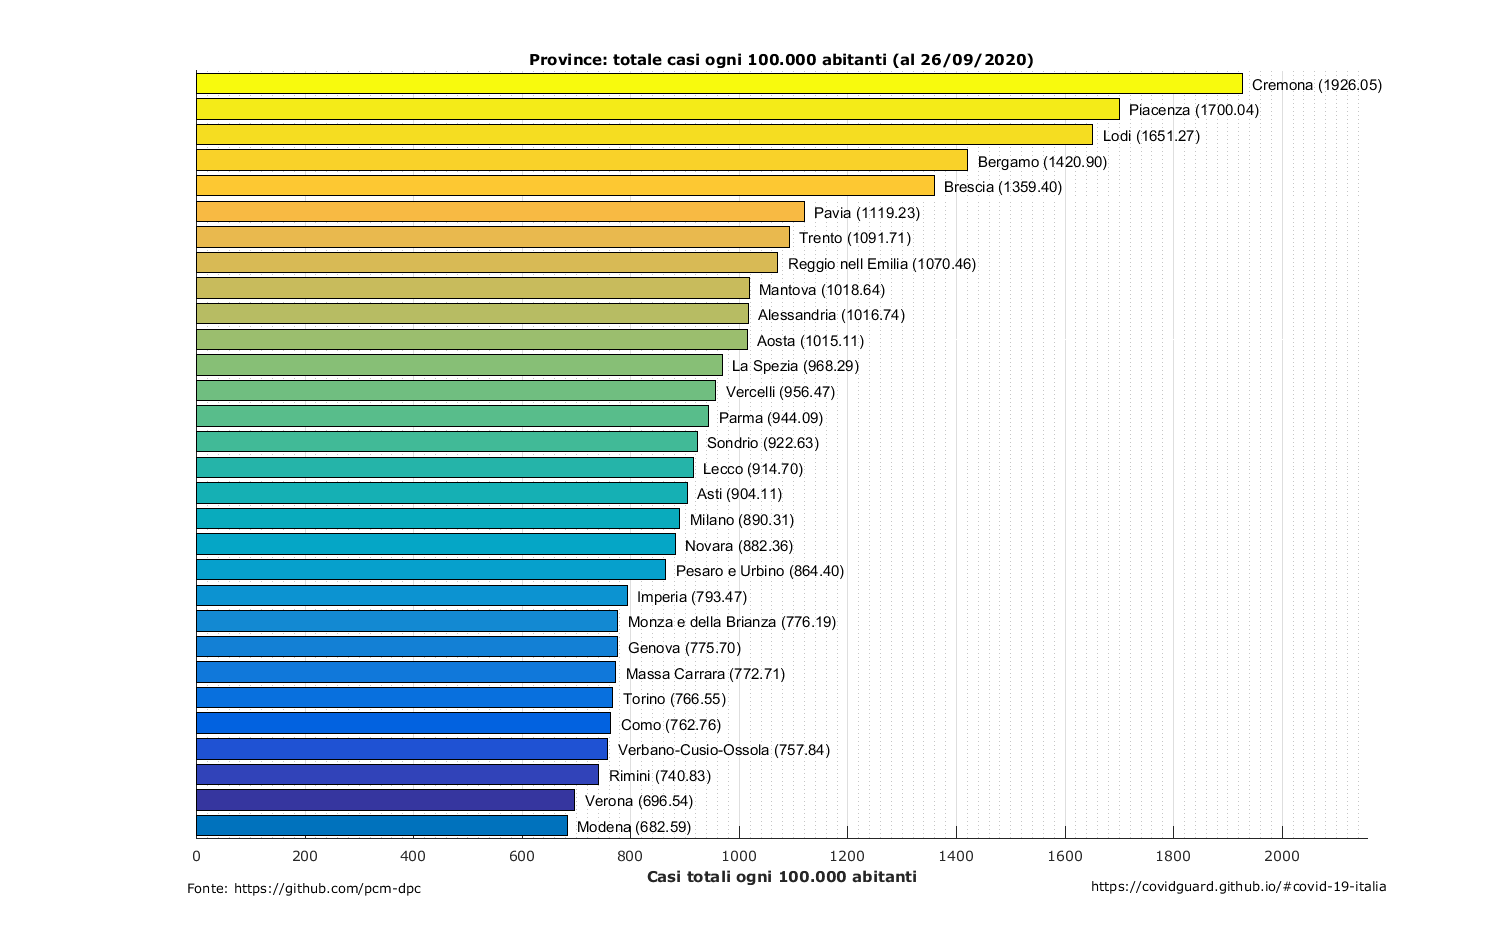 Province: totale casi ogni 100.000 abitanti (al 26/09/2020)
Cremona (1926.05)
Piacenza (1700.04)
Lodi (1651.27)
Bergamo (1420.90)
Brescia (1359.40)
Pavia (1119.23)
Trento (1091.71)
Reggio nell Emilia (1070.46)
Mantova (1018.64)
Alessandria (1016.74)
Aosta (1015.11)
La Spezia (968.29)
Vercelli (956.47)
Parma (944.09)
Sondrio (922.63)
Lecco (914.70)
Asti (904.11)
Milano (890.31)
Novara (882.36)
Pesaro e Urbino (864.40)
Imperia (793.47)
Monza e della Brianza (776.19)
Genova (775.70)
Massa Carrara (772.71)
Torino (766.55)
Como (762.76)
Verbano-Cusio-Ossola (757.84)
Rimini (740.83)
Verona (696.54)
Modena (682.59)
0 200 400 600 800 1000 1200 1400 1600 1800 2000
Casi totali ogni 100.000 abitanti
Fonte: https://github.com/pcm-dpc
https://covidguard.github.io/#covid-19-italia